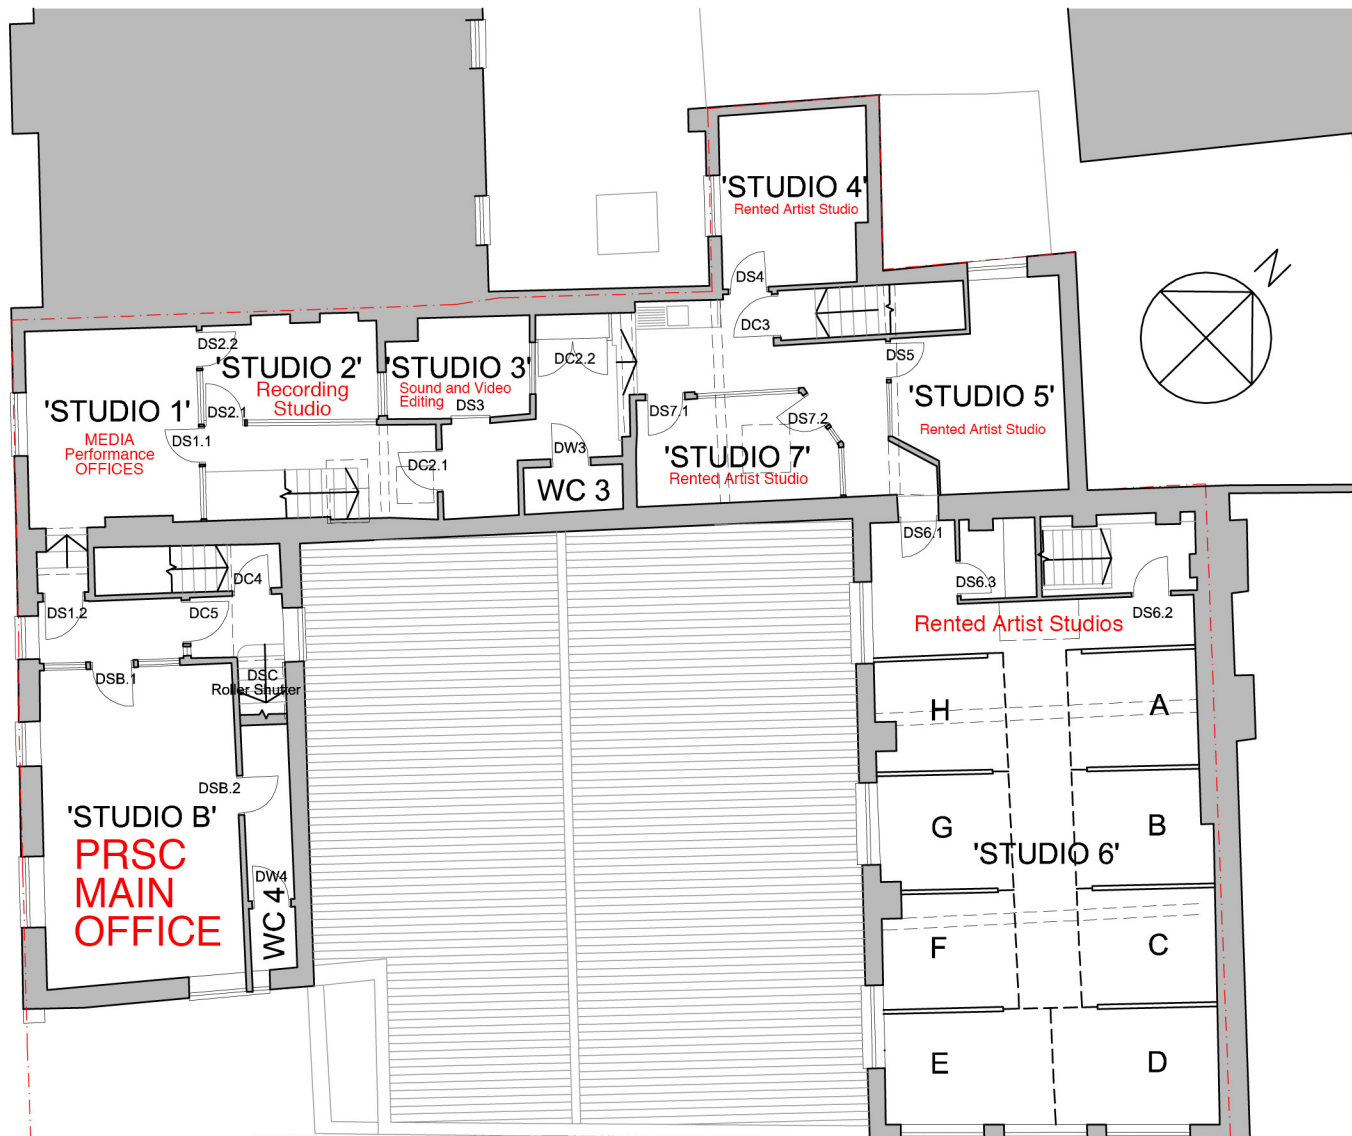 'STUDIO 4'
Rented Artist Studio
DS4
DC3
N
DS2.2
'STUDIO 2'
Recording
Studio
DS2.1
'STUDIO 3'
Sound and Video
Editing
DS3
DC2.2
DS5
'STUDIO 5'
Rented Artist Studio
'STUDIO 1'
MEDIA
Performance
OFFICES
DS1.1
DC2.1
DW3
WC 3
DS7.1
DS7.2
'STUDIO 7'
Rented Artist Studio
DS6.1
DS6.3
DS6.2
Rented Artist Studios
DC4
DS1.2
DC5
DSB.1
DSC
Roller Shutter
DSB.2
'STUDIO B'
PRSC
MAIN
OFFICE
DW4
WC 4
H
A
G
B
'STUDIO 6'
F
C
E
D